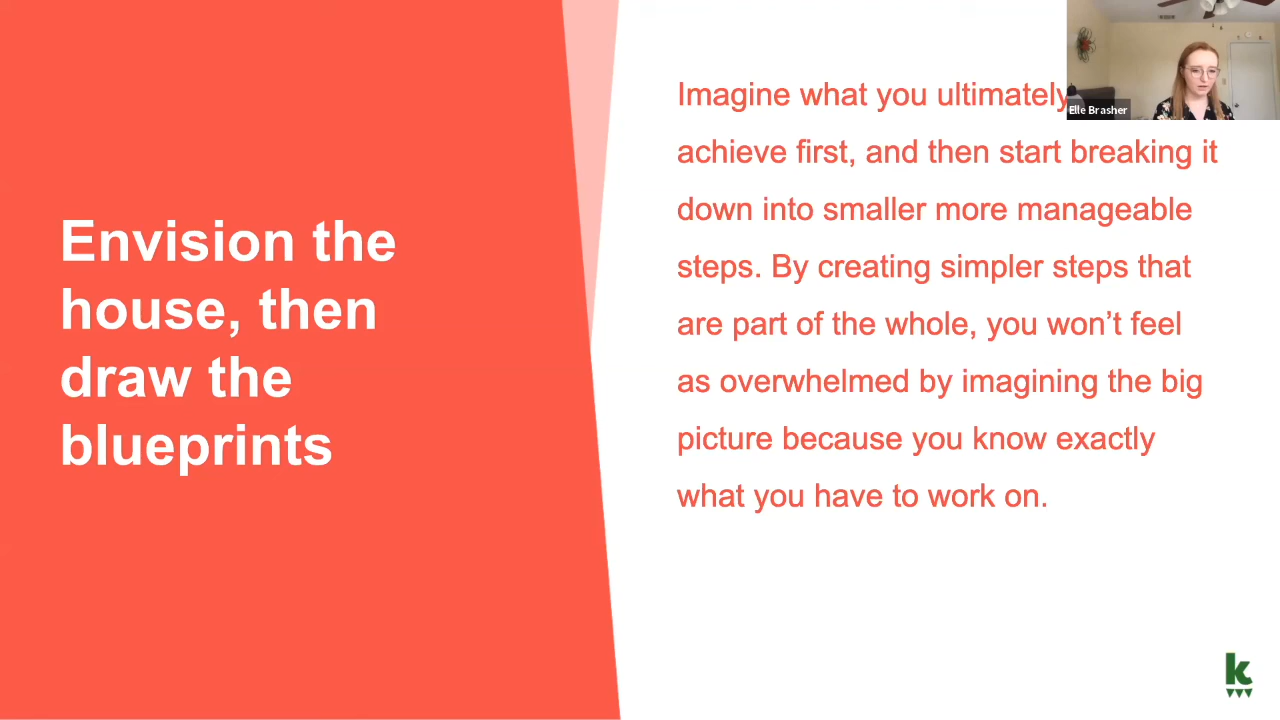 Envision the
house, then
draw the
blueprints
Imagine what you ultimately
achieve first, and then start breaking it
down into smaller more manageable
steps. By creating simpler steps that
are part of the whole, you won’t feel
as overwhelmed by imagining the big
picture because you know exactly
what you have to work on.
Elle Brasher
k